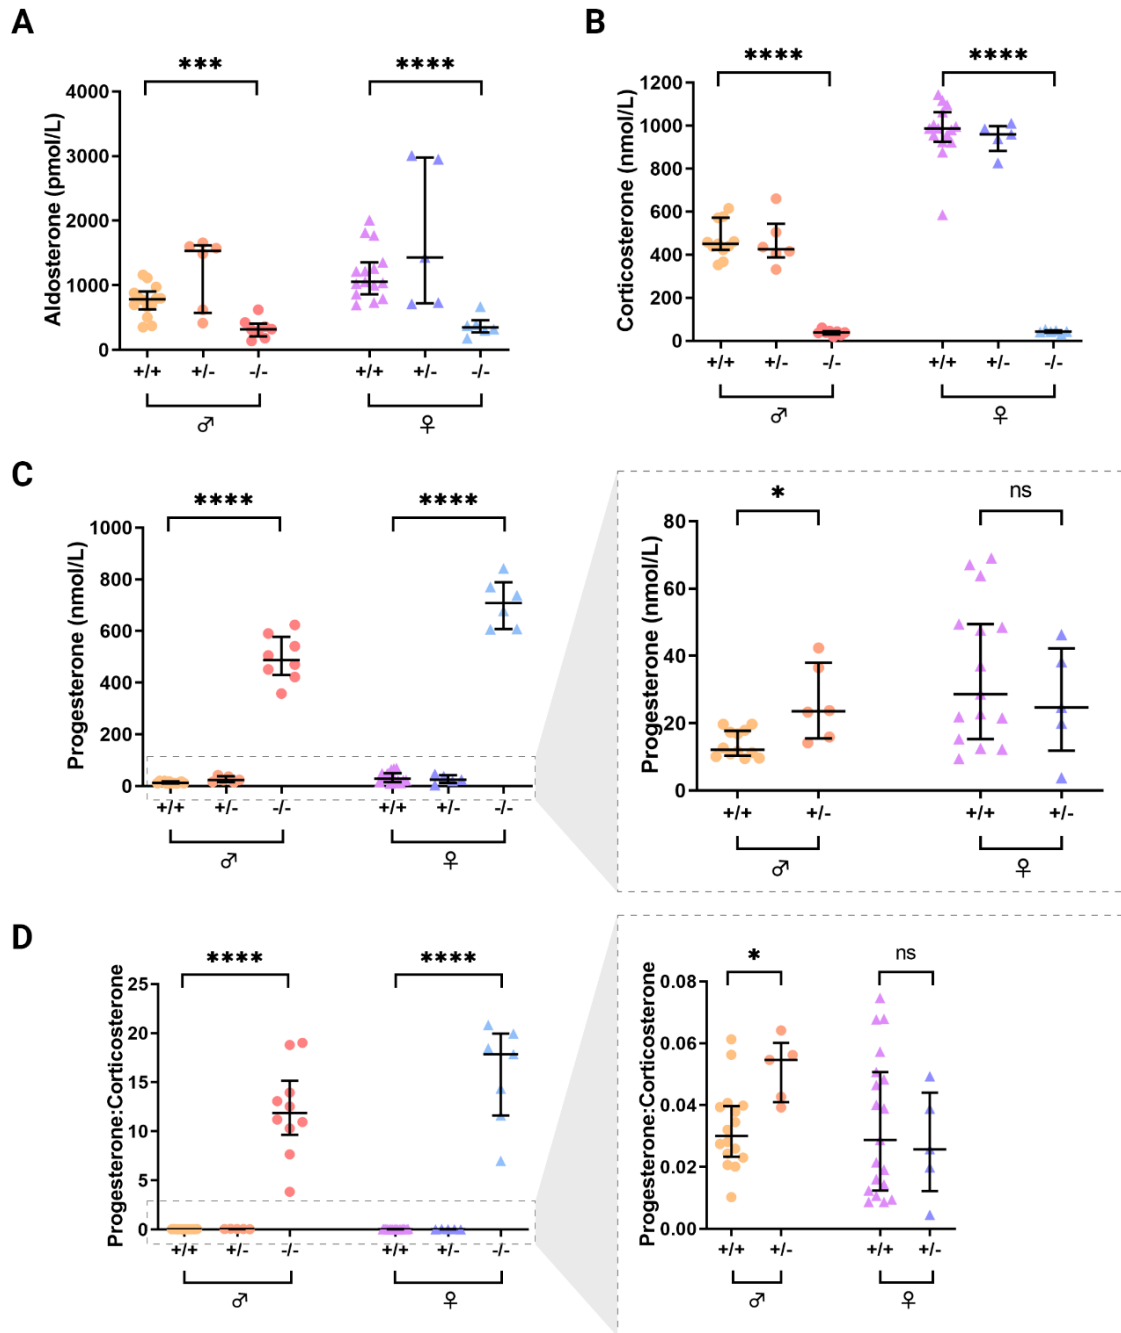 A
*** ****
Aldosterone (pmol/L)
4000
3000
2000
1000
0
+/+ +/- -/- +/+ +/- -/-
♂ ♀
B
**** ****
Corticosterone (nmol/L)
1200
1000
800
600
400
200
0
+/+ +/- -/- +/+ +/- -/-
♂ ♀
C
**** ****
Progesterone (nmol/L)
1000
800
600
400
200
0
+/+ +/- -/- +/+ +/- -/-
♂ ♀
* ns
Progesterone (nmol/L)
80
60
40
20
0
+/+ +/- +/+ +/-
♂ ♀
D
**** ****
Progesterone:Corticosterone
25
20
15
10
5
0
+/+ +/- -/- +/+ +/- -/-
♂ ♀
* ns
Progesterone:Corticosterone
0.08
0.06
0.04
0.02
0.00
+/+ +/- +/+ +/-
♂ ♀